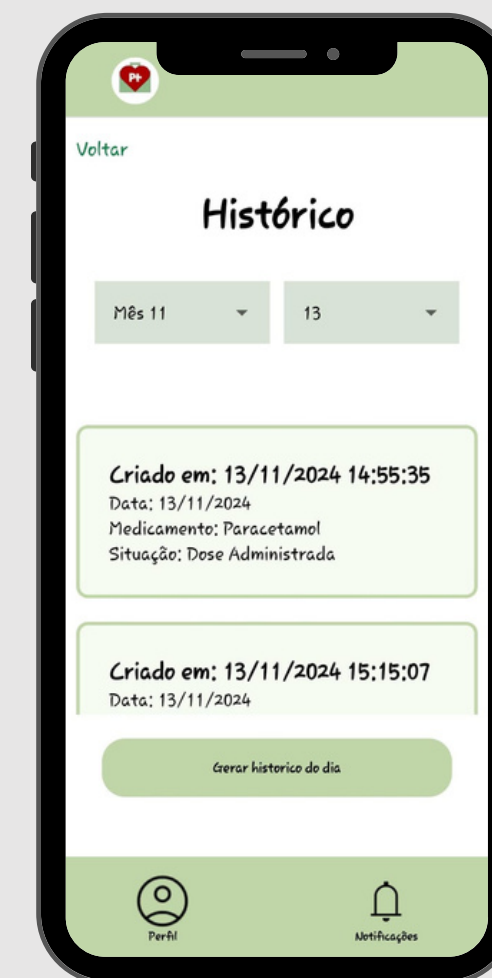 P+
Voltar
Histórico
Mês 11
13
Criado em: 13/11/2024 14:55:35
Data: 13/11/2024
Medicamento: Paracetamol
Situação: Dose Administrada
Criado em: 13/11/2024 15:15:07
Data: 13/11/2024
Gerar historico do dia
Perfil
Notificações